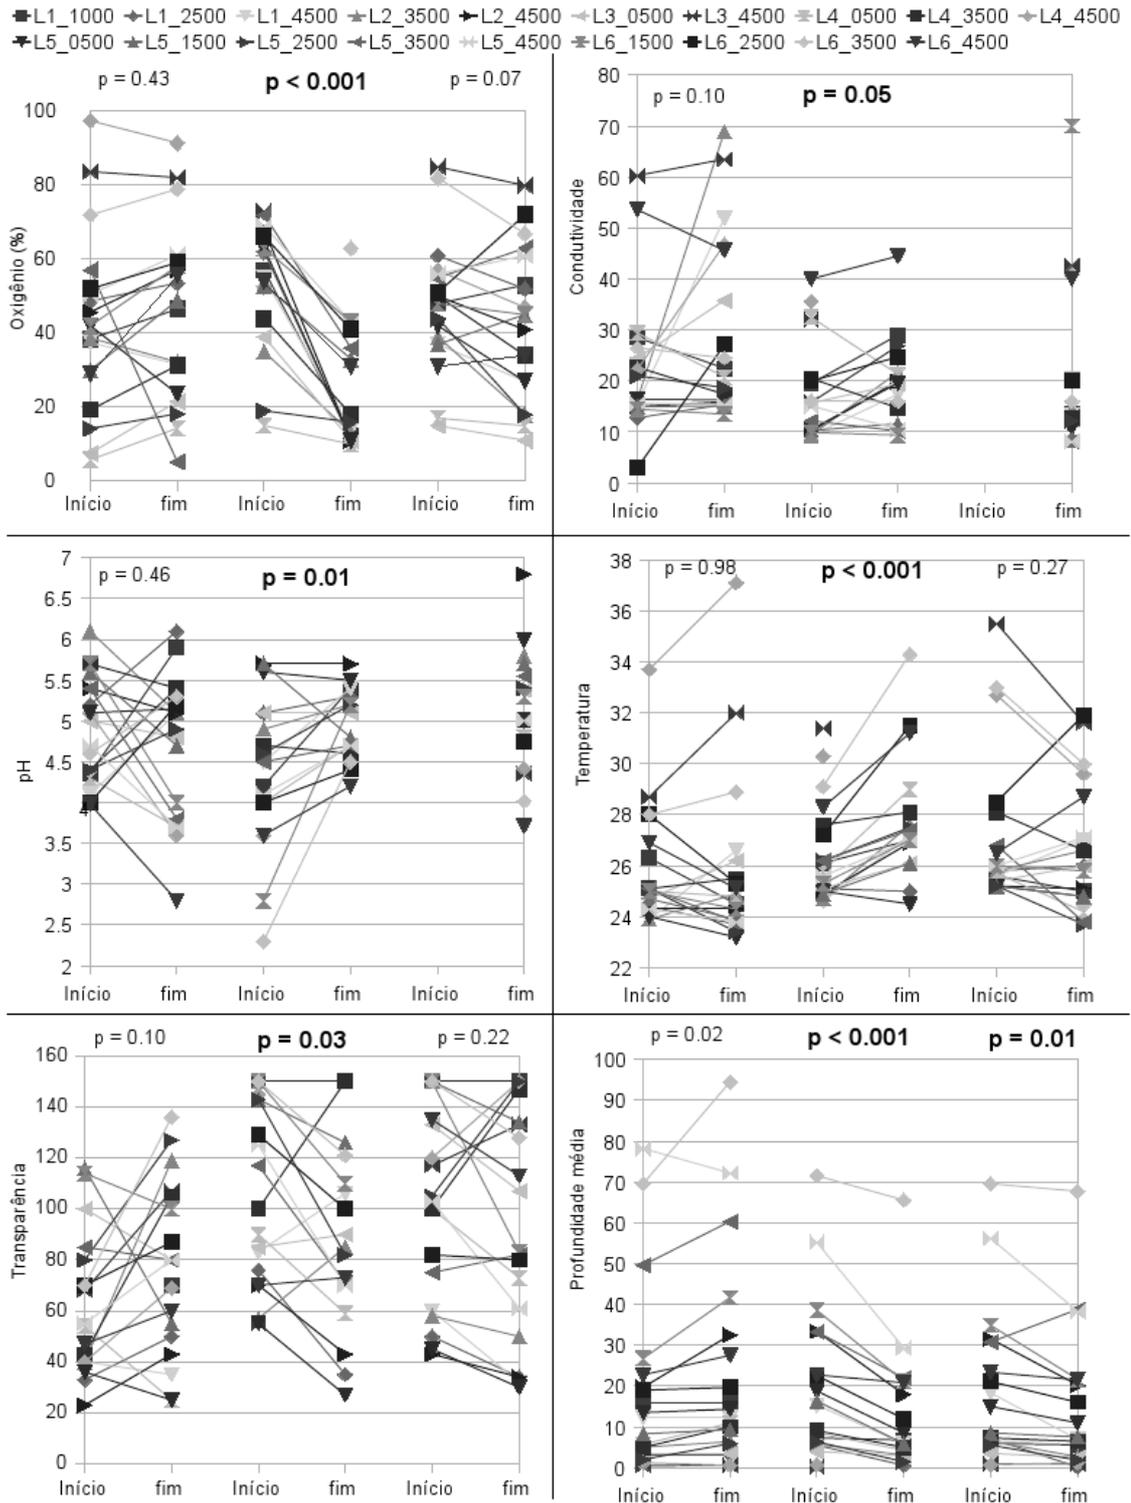 L1_1000 L1_2500 L1_4500 L2_3500 L2_4500 L3_0500 L3_4500 L4_0500 L4_3500 L4_4500
L5_0500 L5_1500 L5_2500 L5_3500 L5_4500 L6_1500 L6_2500 L6_3500 L6_4500
p = 0.43 p < 0.001 p = 0.07
Oxigênio (%)
100
80
60
40
20
0
Início fim Início fim Início fim
p = 0.10 p = 0.05
Condutividade
80
70
60
50
40
30
20
10
0
Início fim Início fim Início fim
p = 0.46 p = 0.01
pH
7
6.5
6
5.5
5
4.5
4
3.5
3
2.5
2
Início fim Início fim Início fim
p = 0.98 p < 0.001 p = 0.27
Temperatura
38
36
34
32
30
28
26
24
22
Início fim Início fim Início fim
p = 0.10 p = 0.03 p = 0.22
Transparência
160
140
120
100
80
60
40
20
0
Início fim Início fim Início fim
p = 0.02 p < 0.001 p = 0.01
Profundidade média
100
90
80
70
60
50
40
30
20
10
0
Início fim Início fim Início fim